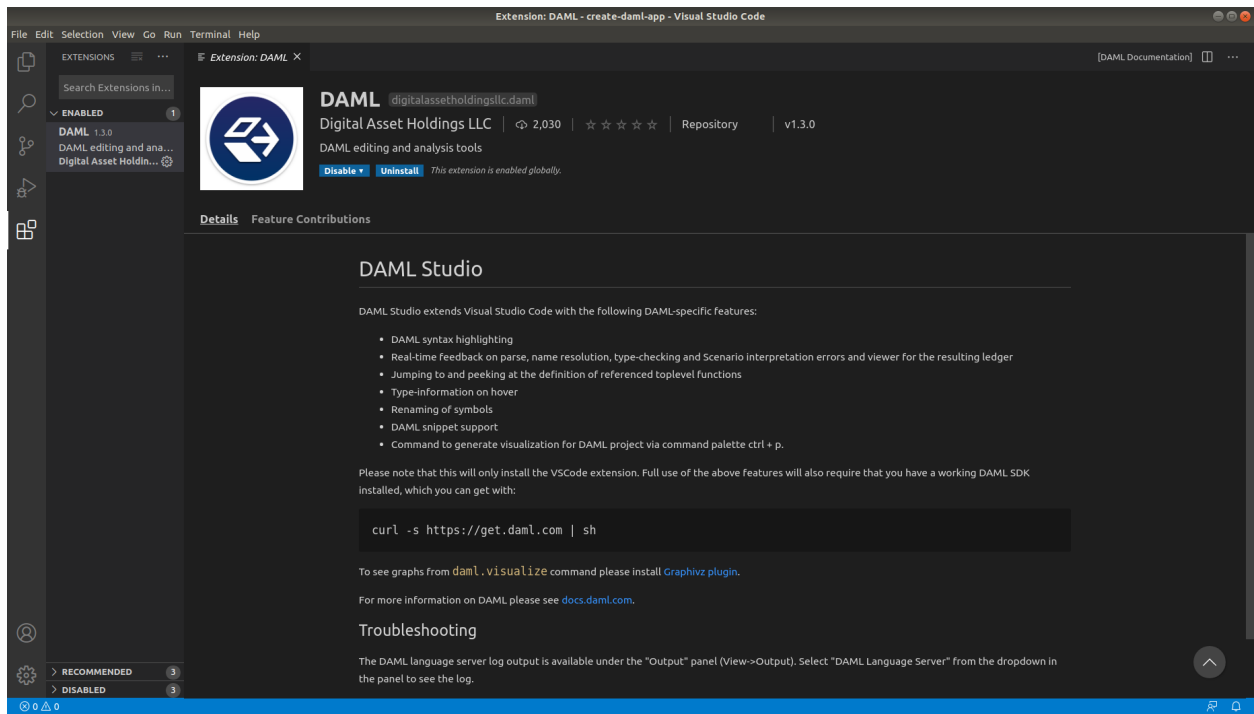 Extension: DAML - create-daml-app - Visual Studio Code
File Edit Selection View Go Run Terminal Help
EXTENSIONS
Extension: DAML
[DAML Documentation]
Search Extensions in...
ENABLED 1
DAML 1.3.0
DAML editing and ana...
Digital Asset Holdin...
DAML digitalassetholdingsllc.daml
Digital Asset Holdings LLC | 2,030 | Repository | v1.3.0
DAML editing and analysis tools
Disable Uninstall This extension is enabled globally.
Details Feature Contributions
DAML Studio
DAML Studio extends Visual Studio Code with the following DAML-specific features:
• DAML syntax highlighting
• Real-time feedback on parse, name resolution, type-checking and Scenario interpretation errors and viewer for the resulting ledger
• Jumping to and peeking at the definition of referenced toplevel functions
• Type-information on hover
• Renaming of symbols
• DAML snippet support
• Command to generate visualization for DAML project via command palette ctrl + p.
Please note that this will only install the VSCode extension. Full use of the above features will also require that you have a working DAML SDK
installed, which you can get with:
curl -s https://get.daml.com | sh
To see graphs from daml.visualize command please install Graphivz plugin.
For more information on DAML please see docs.daml.com.
Troubleshooting
The DAML language server log output is available under the "Output" panel (View->Output). Select "DAML Language Server" from the dropdown in
the panel to see the log.
RECOMMENDED 3
DISABLED 3
0 0